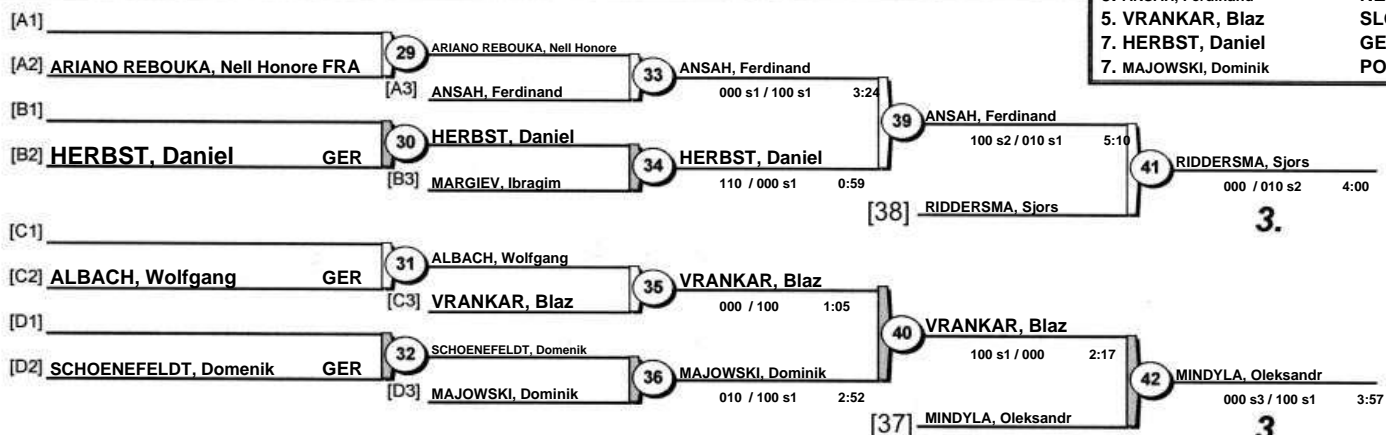 5. VRANKAR, Blaz
7. HERBST, Daniel
7. MAJOWSKI, Dominik
[A1]
[A2] ARIANO REBOUKA, Nell Honore FRA
29
ARIANO REBOUKA, Nell Honore
[A3] ANSAH, Ferdinand
33
ANSAH, Ferdinand
000 s1 / 100 s1 3:24
[B1]
[B2] HERBST, Daniel GER
30
HERBST, Daniel
[B3] MARGIEV, Ibragim
34
HERBST, Daniel
110 / 000 s1 0:59
39
ANSAH, Ferdinand
100 s2 / 010 s1 5:10
[38] RIDDERSMA, Sjors
41
RIDDERSMA, Sjors
000 / 010 s2 4:00
3.
[C1]
[C2] ALBACH, Wolfgang GER
31
ALBACH, Wolfgang
[C3] VRANKAR, Blaz
35
VRANKAR, Blaz
000 / 100 1:05
[D1]
[D2] SCHOENEFELDT, Domenik GER
32
SCHOENEFELDT, Domenik
[D3] MAJOWSKI, Dominik
36
MAJOWSKI, Dominik
010 / 100 s1 2:52
40
VRANKAR, Blaz
100 s1 / 000 2:17
[37] MINDYLA, Oleksandr
42
MINDYLA, Oleksandr
000 s3 / 100 s1 3:57
3